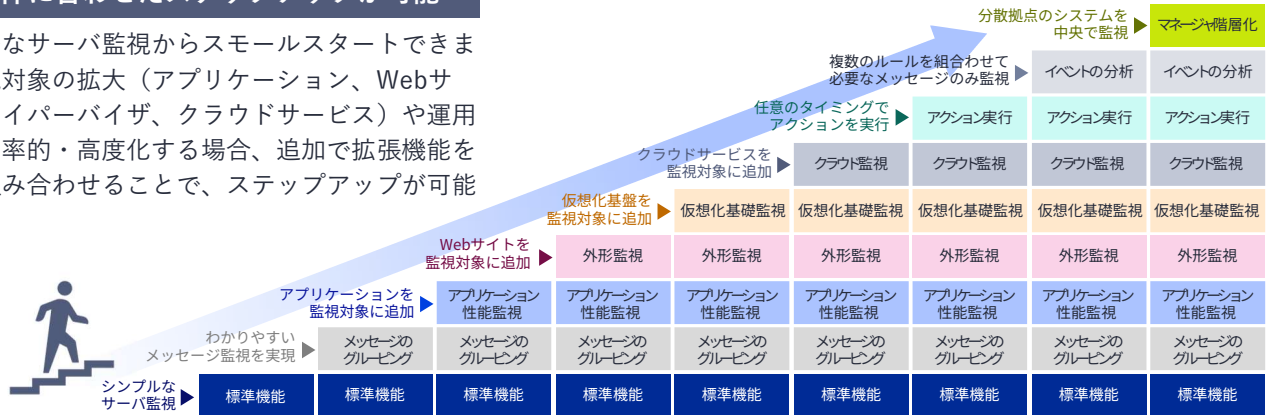 件に合わせたステップアップが可能
なサーバ監視からスモールスタートできま
対象の拡大（アプリケーション、Webサ
イパーバイザ、クラウドサービス）や運用
率的・高度化する場合、追加で拡張機能を
み合わせることで、ステップアップが可能
分散拠点のシステムを
中央で監視
マネージャ階層化
複数のルールを組合わせて
必要なメッセージのみ監視
イベントの分析 イベントの分析
任意のタイミングで
アクションを実行
アクション実行 アクション実行 アクション実行
クラウドサービスを
監視対象に追加
クラウド監視 クラウド監視 クラウド監視 クラウド監視
仮想化基盤を
監視対象に追加
仮想化基礎監視 仮想化基礎監視 仮想化基礎監視 仮想化基礎監視 仮想化基礎監視
Webサイトを
監視対象に追加
外形監視 外形監視 外形監視 外形監視 外形監視 外形監視
アプリケーションを
監視対象に追加
アプリケーション アプリケーション アプリケーション アプリケーション アプリケーション アプリケーション アプリケーション
性能監視 性能監視 性能監視 性能監視 性能監視 性能監視 性能監視
わかりやすい
メッセージ監視を実現
メッセージの メッセージの メッセージの メッセージの メッセージの メッセージの メッセージの メッセージの
グルーピング グルーピング グルーピング グルーピング グルーピング グルーピング グルーピング グルーピング
シンプルな
サーバ監視
標準機能 標準機能 標準機能 標準機能 標準機能 標準機能 標準機能 標準機能 標準機能